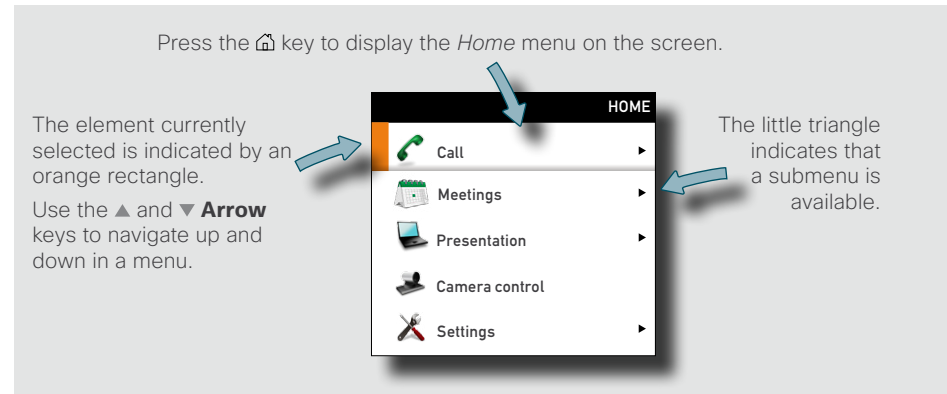 Press the key to display the Home menu on the screen.
The element currently
selected is indicated by an
orange rectangle.
Use the ▲ and ▼ Arrow
keys to navigate up and
down in a menu.
HOME
Call
Meetings
Presentation
Camera control
Settings
The little triangle
indicates that
a submenu is
available.